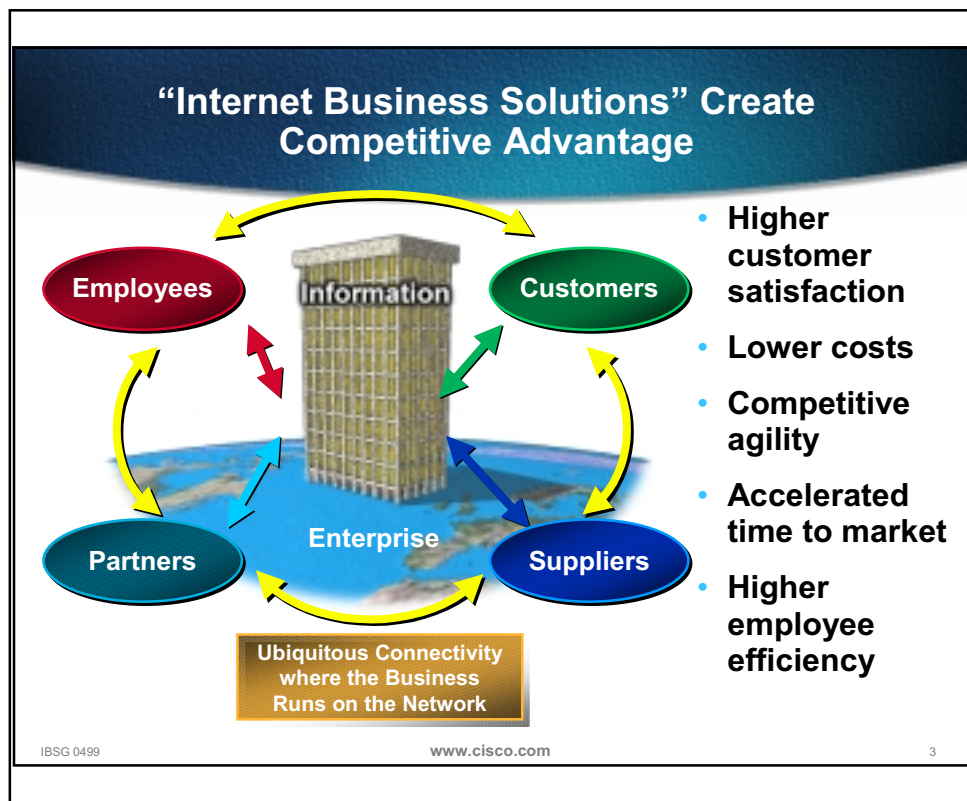 “Internet Business Solutions” Create
Competitive Advantage
Employees
Information
Customers
Partners
Enterprise
Suppliers
Ubiquitous Connectivity
where the Business
Runs on the Network
• Higher
customer
satisfaction
• Lower costs
• Competitive
agility
• Accelerated
time to market
• Higher
employee
efficiency
IBSG 0499
www.cisco.com
3